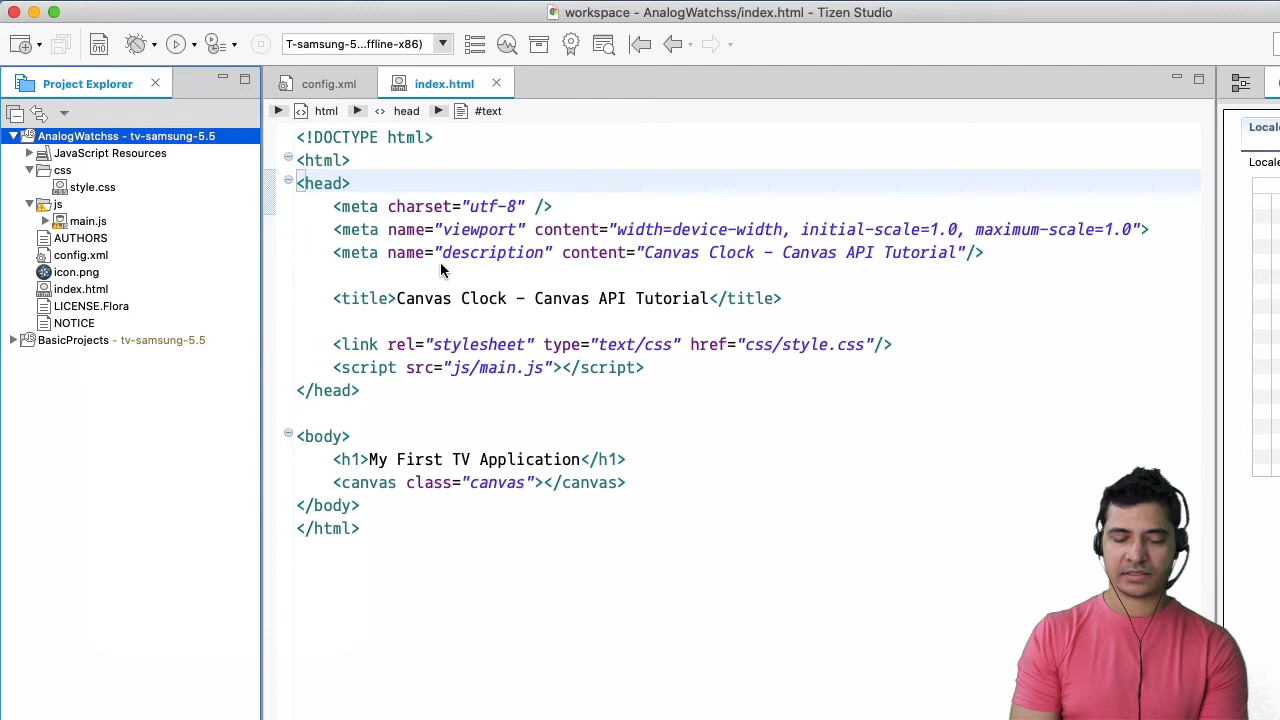 workspace - AnalogWatchss/index.html - Tizen Studio
010
T-samsung-5...ffline-x86)
Project Explorer
config.xml
index.html
html
<>
head
#text
AnalogWatchss - tv-samsung-5.5
JavaScript Resources
css
style.css
js
main.js
AUTHORS
config.xml
icon.png
index.html
LICENSE.Flora
NOTICE
BasicProjects - tv-samsung-5.5
<!DOCTYPE html>
<html>
<head>
<meta charset="utf-8" />
<meta name="viewport" content="width=device-width, initial-scale=1.0, maximum-scale=1.0">
<meta name="description" content="Canvas Clock - Canvas API Tutorial"/>
<title>Canvas Clock - Canvas API Tutorial</title>
<link rel="stylesheet" type="text/css" href="css/style.css"/>
<script src="js/main.js"></script>
</head>
<body>
<h1>My First TV Application</h1>
<canvas class="canvas"></canvas>
</body>
</html>
Locale
Locale